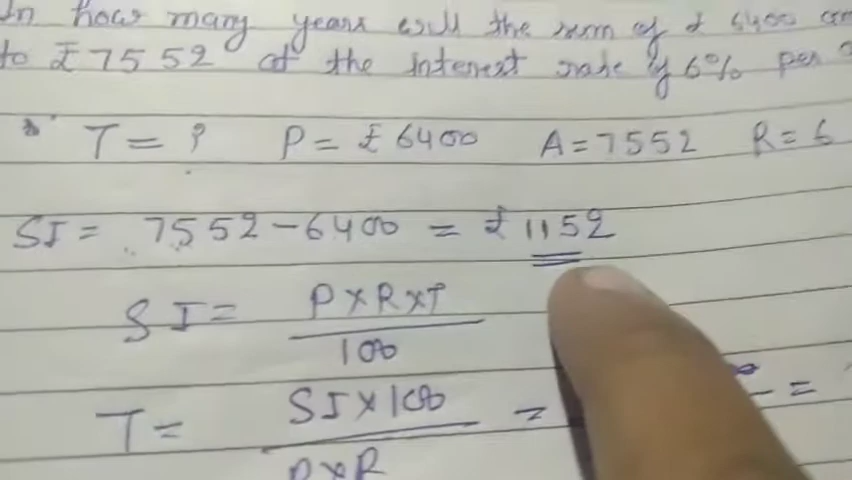 In how many years will the sum of ₹ 6400
to ₹7552 at the interest rate of 6% per
T = ? P = ₹6400 A = 7552 R = 6
SI = 7552 - 6400 = ₹1152
SI = P×R×T
100
T = SI×100 = =
P×R